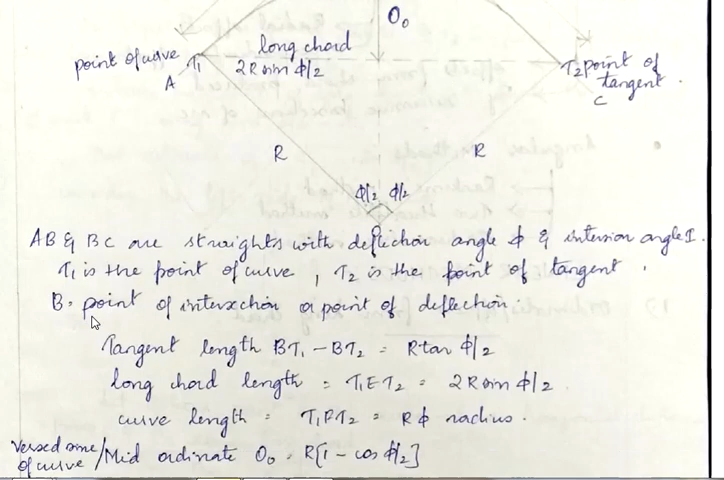 O₀
point of curve T₁ long chord T₂ point of
A 2R sin ϕ/2 tangent
C
R R
ϕ/2 ϕ/2
O
AB & BC are straights with deflection angle ϕ & intersion angle I.
T₁ is the point of curve , T₂ is the point of tangent .
B = point of intersection or point of deflection.
Tangent length BT₁ - BT₂ = R tan ϕ/2
long chord length = T₁ET₂ = 2R sin ϕ/2 .
curve length = T₁FT₂ = Rϕ radius .
Versed sine
of curve /Mid ordinate O₀ = R[1 - cos ϕ/2]